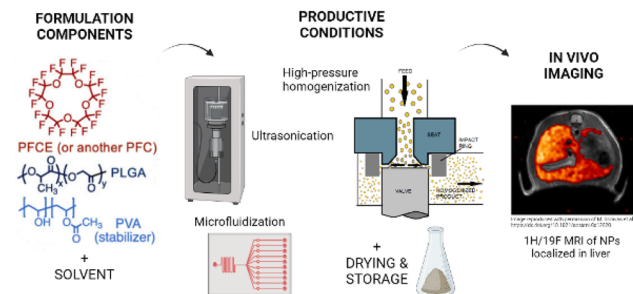 FORMULATION
COMPONENTS
PFCE (or another PFC)
PLGA
PVA
(stabilizer)
+
SOLVENT
PRODUCTIVE
CONDITIONS
High-pressure
homogenization
Ultrasonication
Microfluidization
FEED
SEAT
IMPACT
RING
VALVE
HOMOGENIZED
PRODUCT
+
DRYING &
STORAGE
IN VIVO
IMAGING
1H/19F MRI of NPs
localized in liver